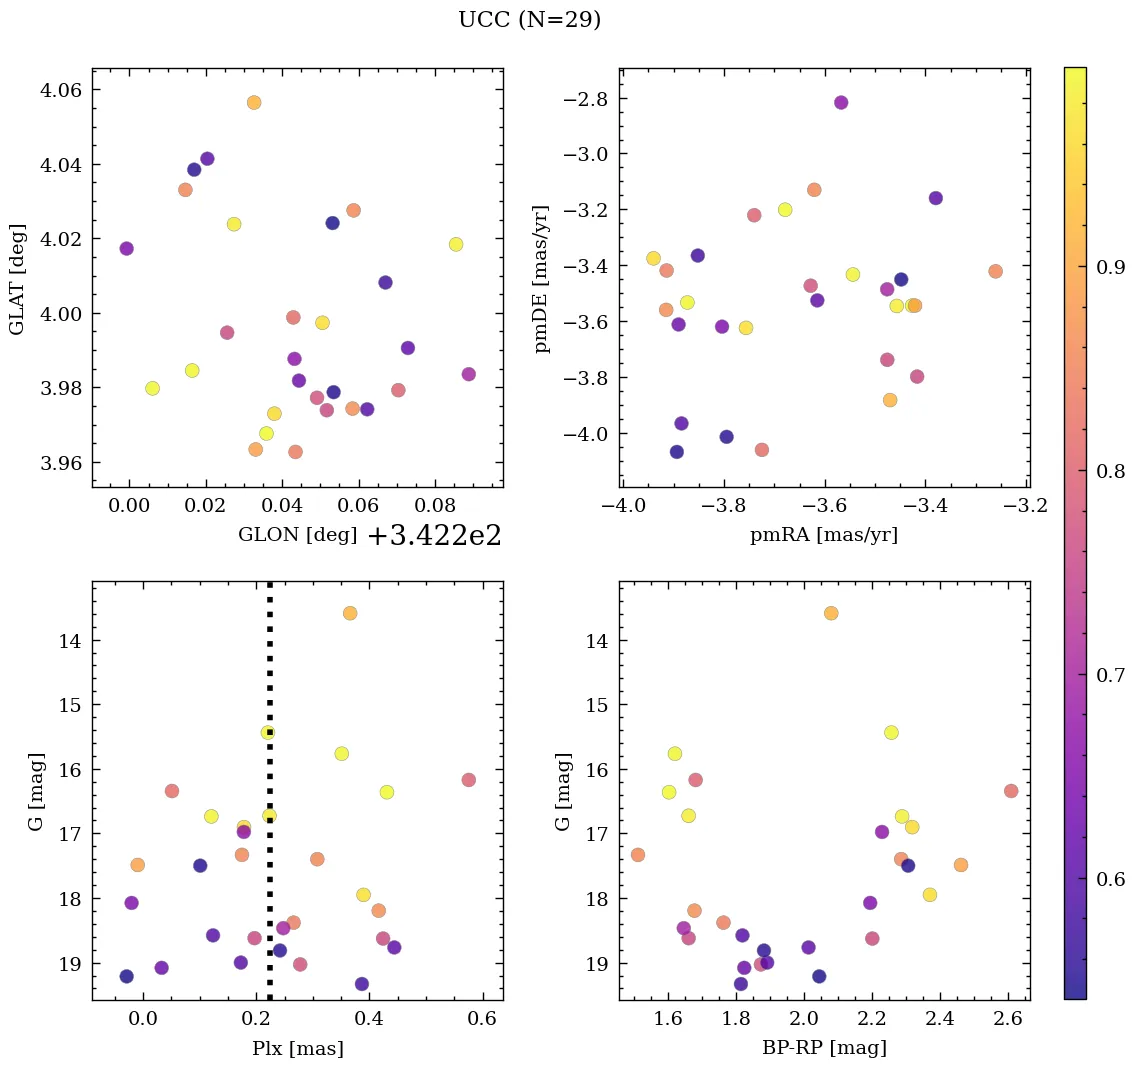 UCC (N=29)
4.06
4.04
4.02
4.00
3.98
3.96
GLAT [deg]
0.00 0.02 0.04 0.06 0.08
GLON [deg] +3.422e2
−2.8
−3.0
−3.2
−3.4
−3.6
−3.8
−4.0
pmDE [mas/yr]
−4.0 −3.8 −3.6 −3.4 −3.2
pmRA [mas/yr]
0.9
0.8
0.7
0.6
14
15
16
17
18
19
G [mag]
0.0 0.2 0.4 0.6
Plx [mas]
14
15
16
17
18
19
G [mag]
1.6 1.8 2.0 2.2 2.4 2.6
BP-RP [mag]